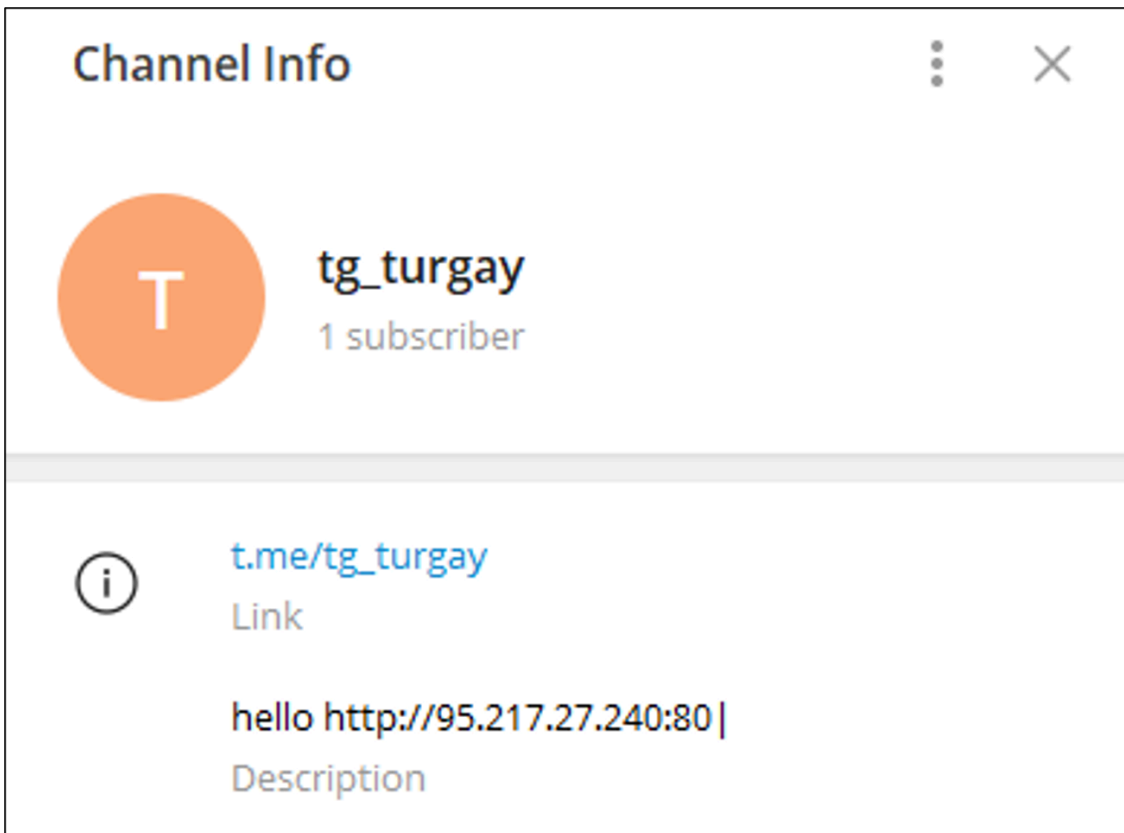 Channel Info
T
tg_turgay
1 subscriber
t.me/tg_turgay
Link
hello http://95.217.27.240:80|
Description